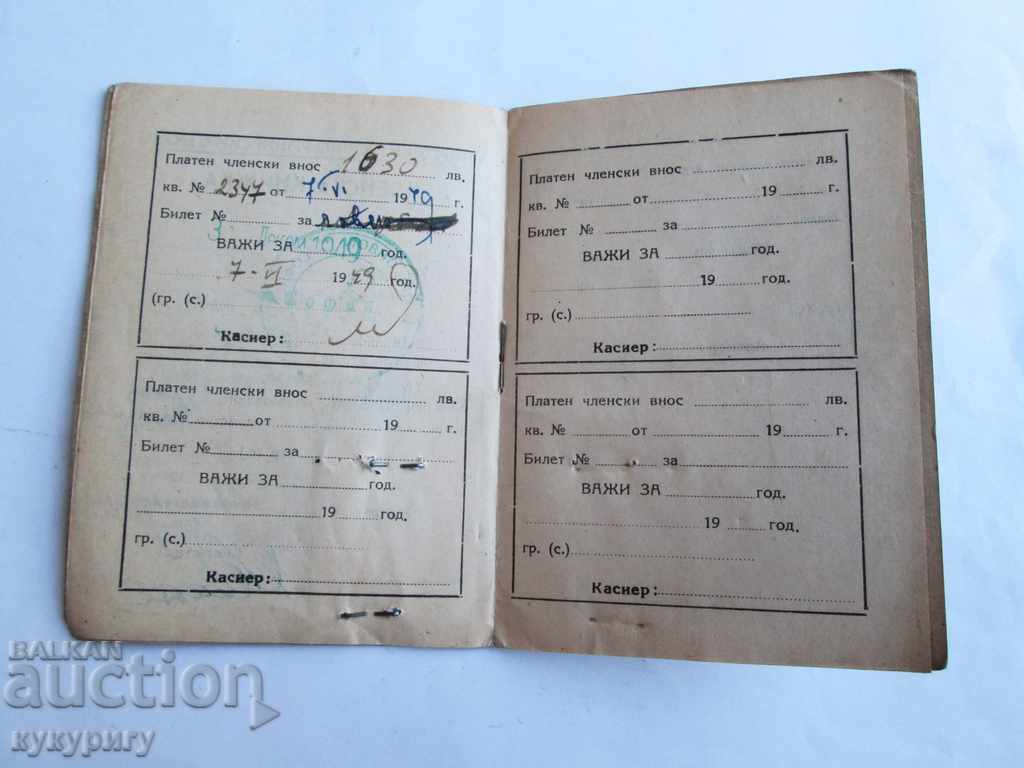 Платен членски внос 1630 лв.
кв. № 2347 от 7.VI. 1949 г.
Билет № за
ВАЖИ ЗА 1949 год.
7.VI 1949 год.
(гр. (с.)
Касиер:
Платен членски внос лв.
кв. № от 19 г.
Билет № за
ВАЖИ ЗА год.
19 год.
гр. (с.)
Касиер:
Платен членски внос лв.
кв. № от 19 г.
Билет № за
ВАЖИ ЗА год.
19 год.
гр. (с.)
Касиер:
Платен членски внос лв.
кв. № от 19 г.
Билет № за
ВАЖИ ЗА год.
19 год.
гр. (с.)
Касиер:
BALKAN
auction
кукуригу